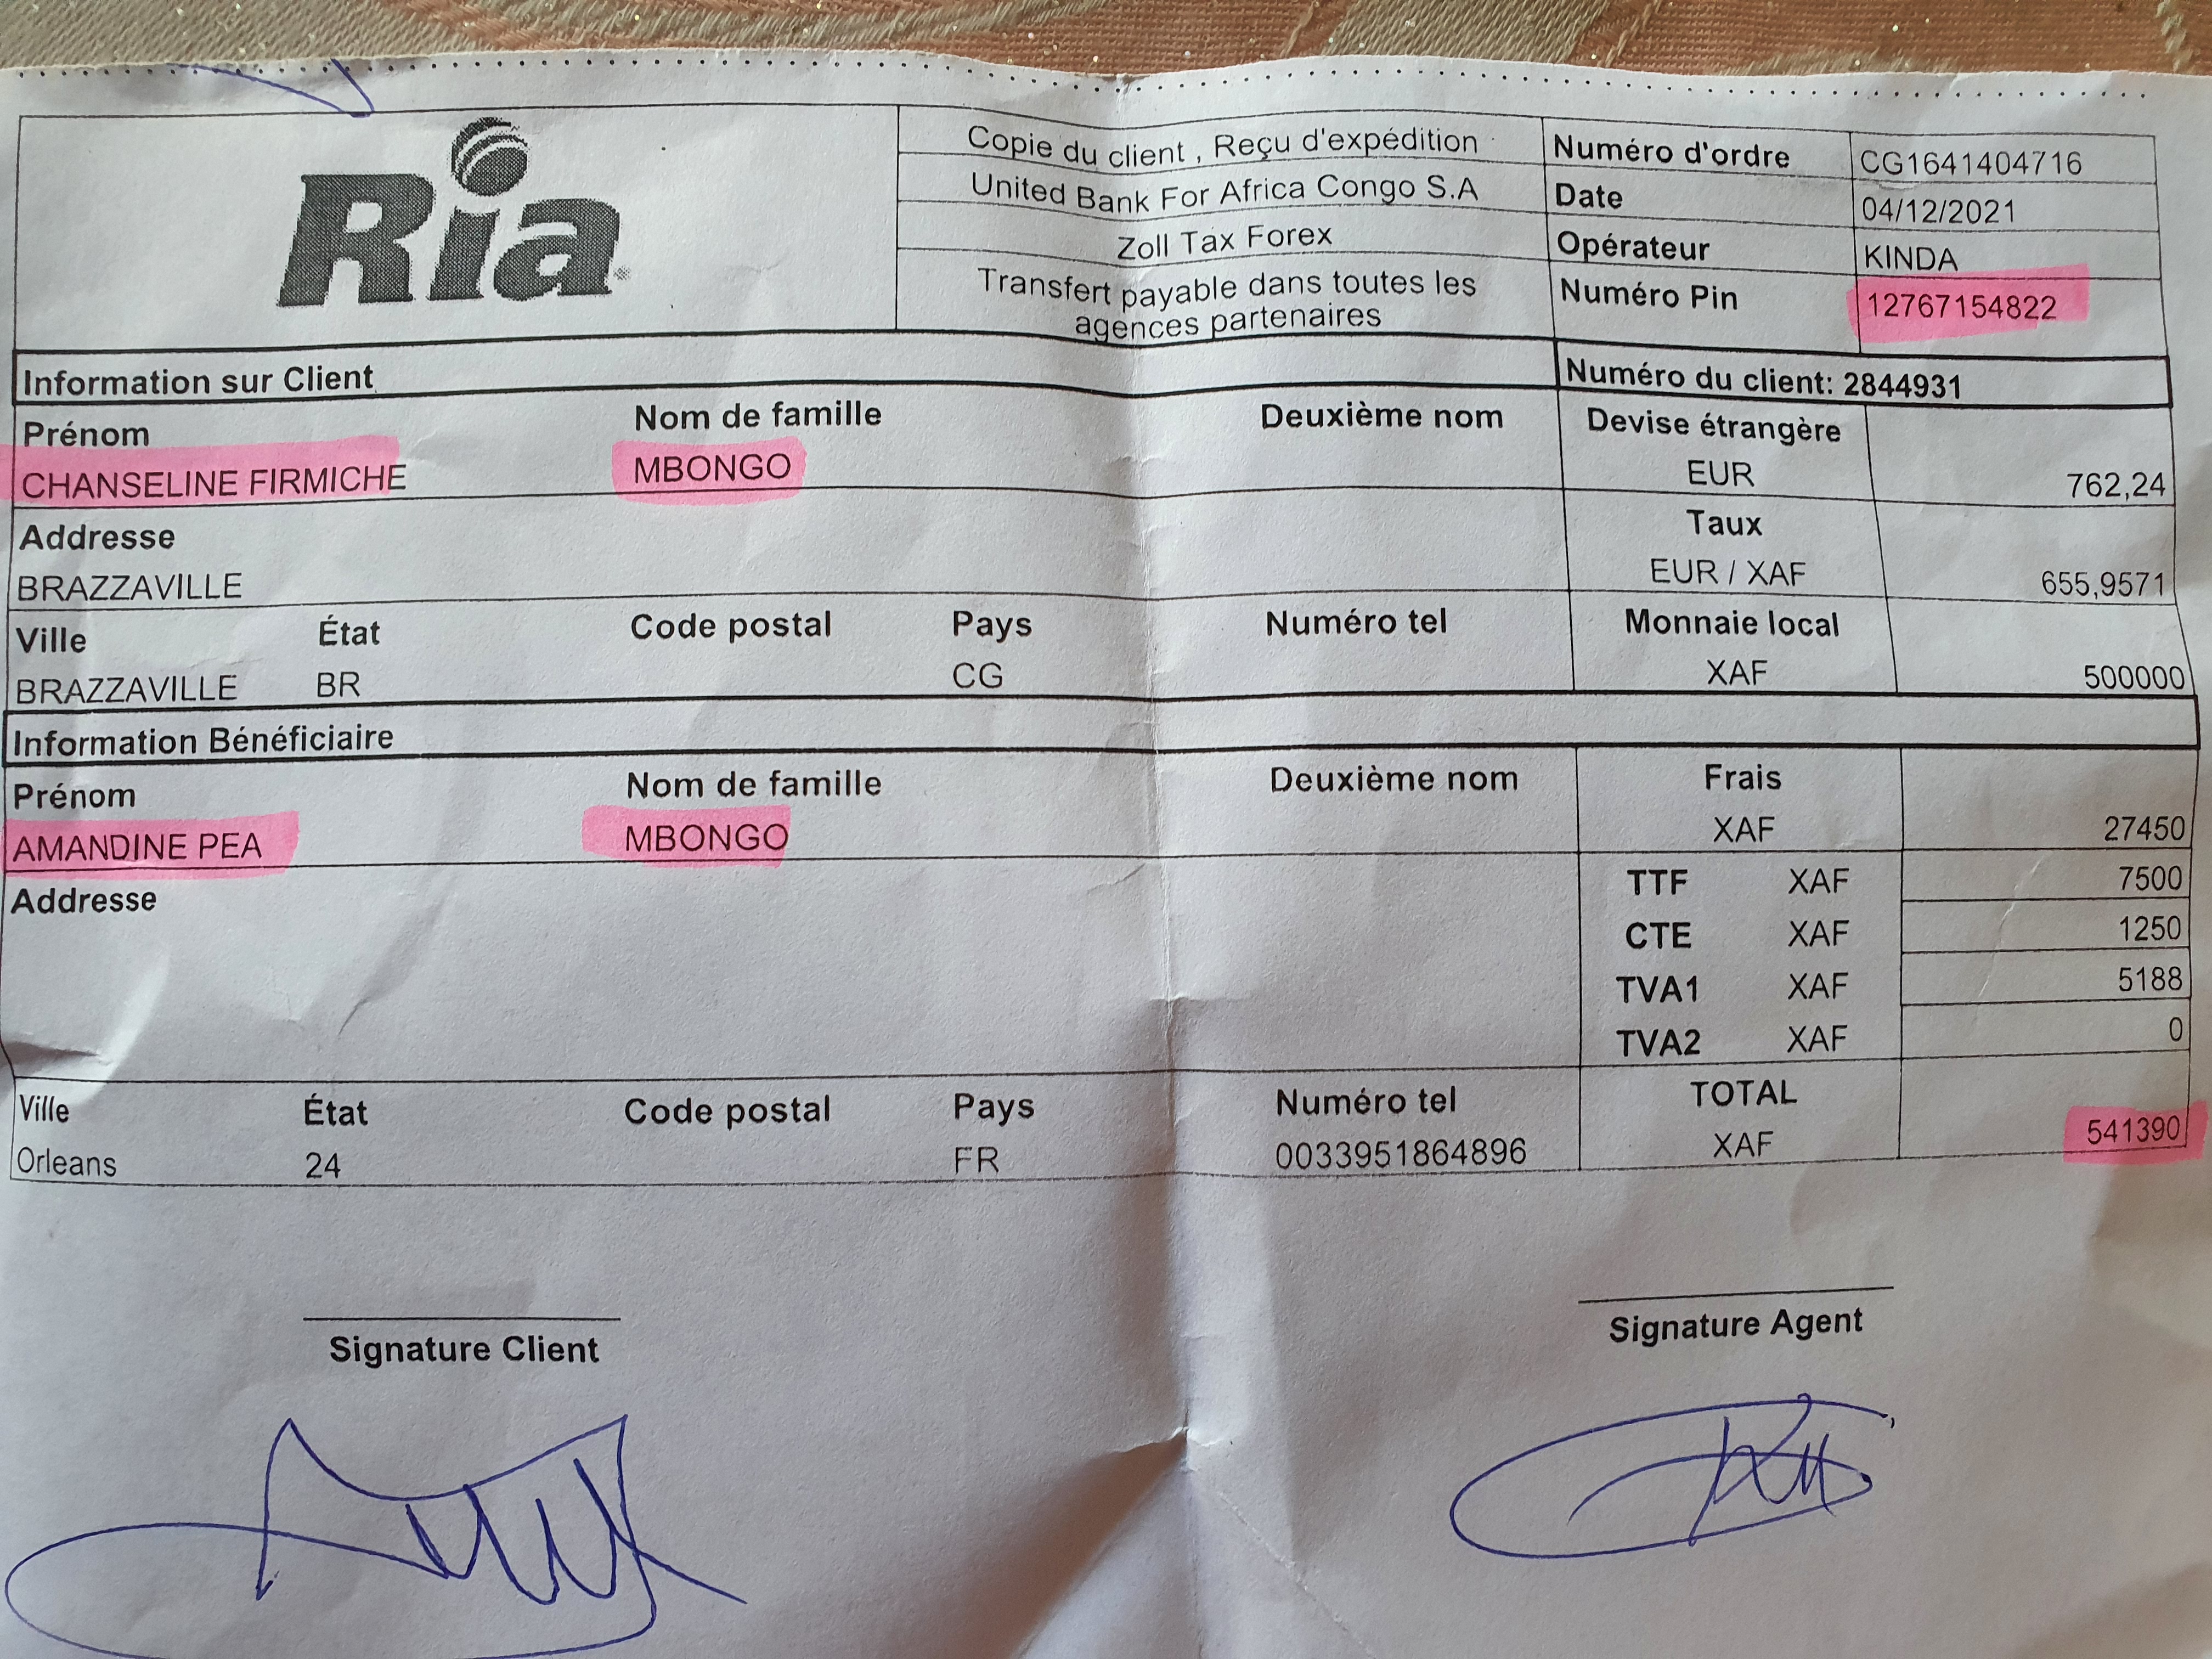 Ria
Copie du client , Reçu d'expédition
United Bank For Africa Congo S.A
Zoll Tax Forex
Transfert payable dans toutes les
agences partenaires
Numéro d'ordre CG1641404716
Date 04/12/2021
Opérateur KINDA
Numéro Pin 12767154822
Information sur Client Numéro du client: 2844931
Prénom Nom de famille Deuxième nom Devise étrangère
CHANSELINE FIRMICHE MBONGO EUR 762,24
Addresse Taux
BRAZZAVILLE EUR / XAF 655,9571
Ville État Code postal Pays Numéro tel Monnaie local
BRAZZAVILLE BR CG XAF 500000
Information Bénéficiaire
Prénom Nom de famille Deuxième nom Frais
AMANDINE PEA MBONGO XAF 27450
Addresse TTF XAF 7500
CTE XAF 1250
TVA1 XAF 5188
TVA2 XAF 0
Ville État Code postal Pays Numéro tel TOTAL
Orleans 24 FR 0033951864896 XAF 541390
Signature Client Signature Agent